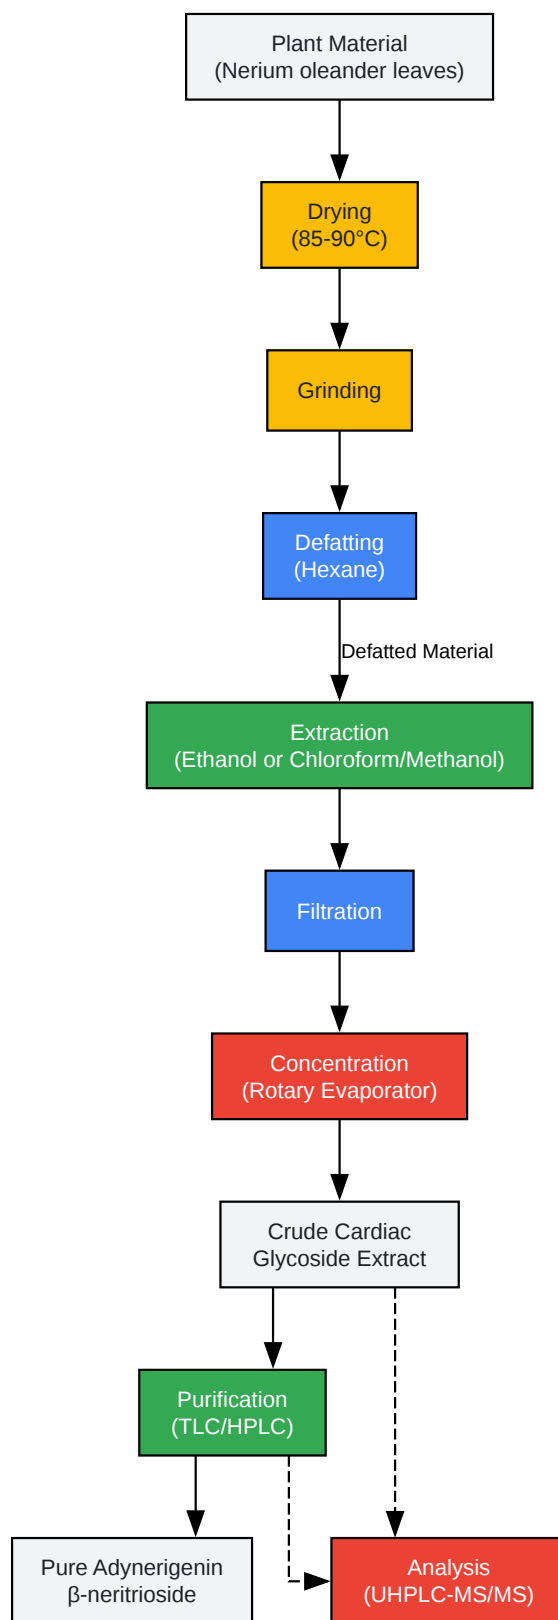 Plant Material
(Nerium oleander leaves)
Drying
(85-90°C)
Grinding
Defatting
(Hexane)
Defatted Material
Extraction
(Ethanol or Chloroform/Methanol)
Filtration
Concentration
(Rotary Evaporator)
Crude Cardiac
Glycoside Extract
Purification
(TLC/HPLC)
Pure Adynerigenin
β-neritrioside
Analysis
(UHPLC-MS/MS)